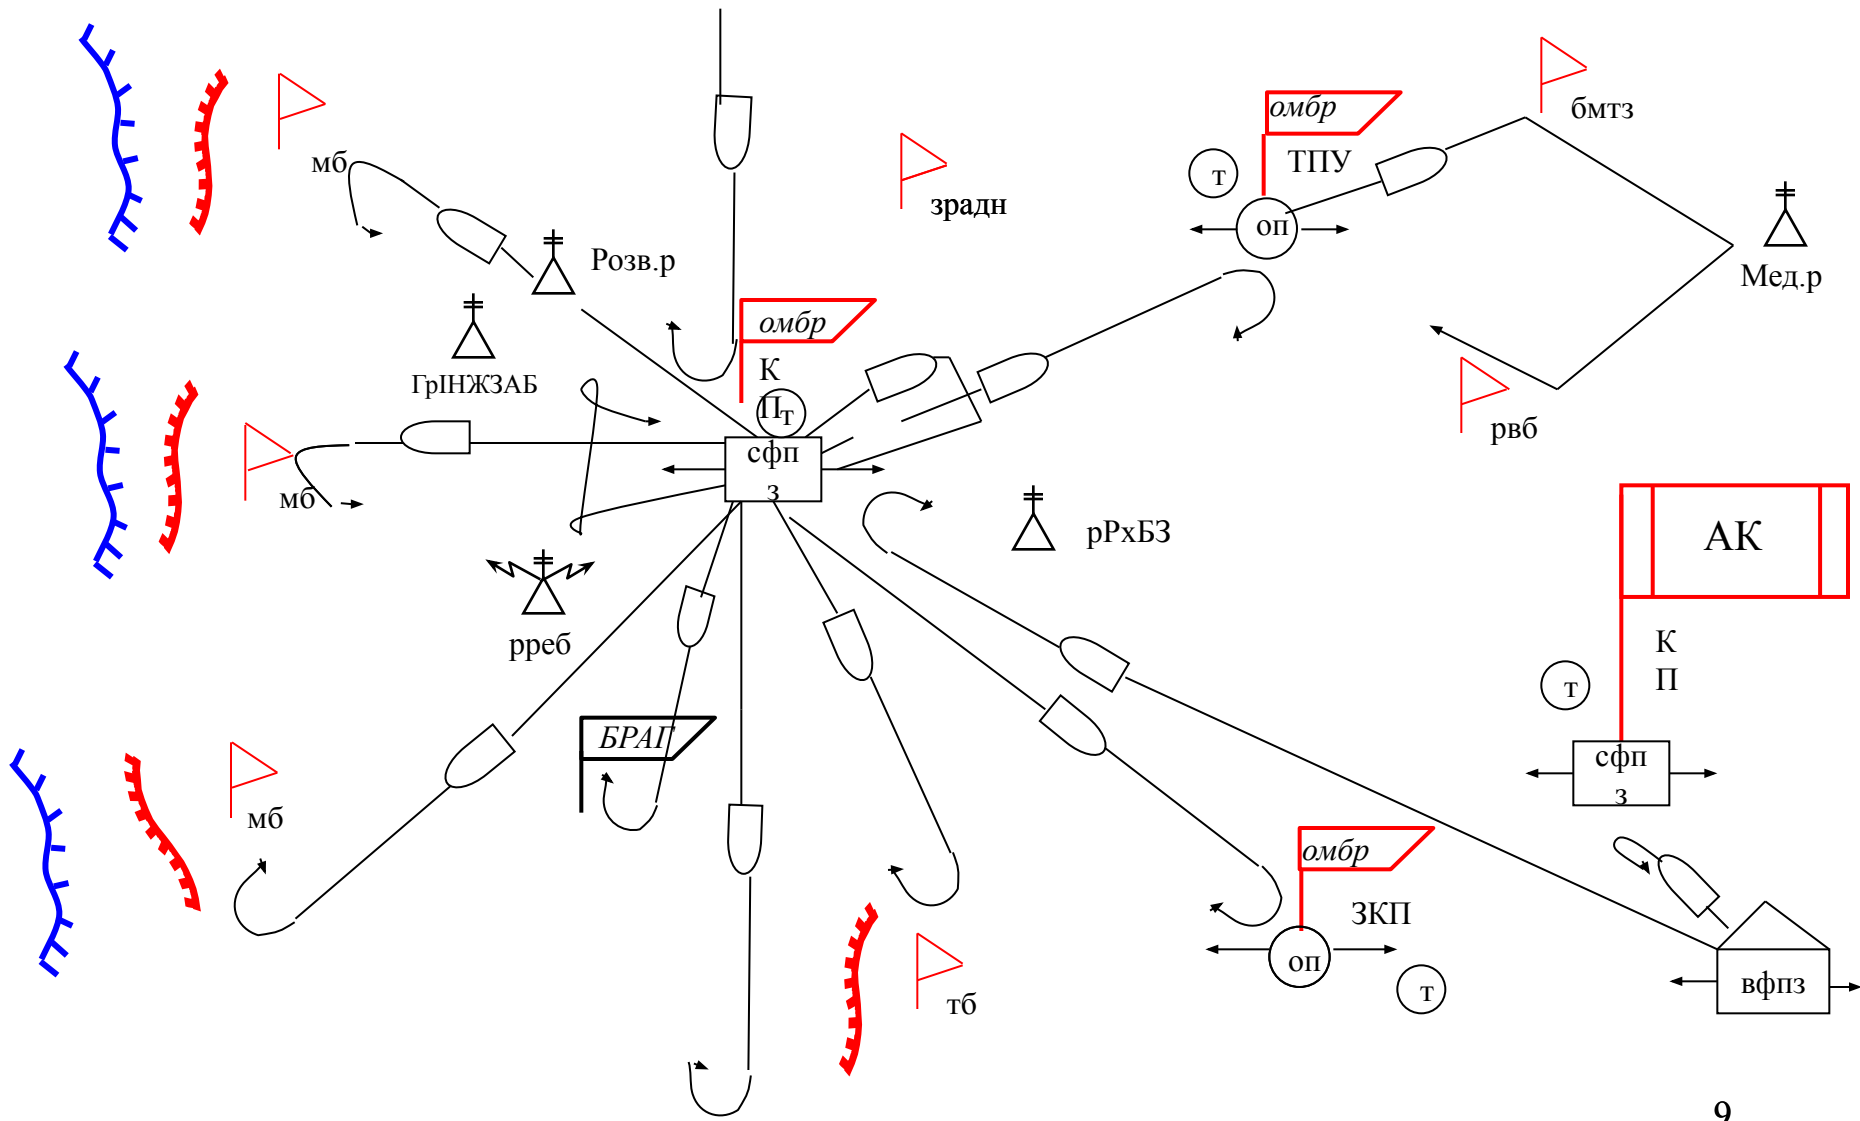 омбр
бмтз
мб
ТПУ
т
зрадн
оп
Розв.р
Мед.р
омбр
К
П
т
ГрІНЖЗАБ
рвб
сфп
з
мб
рРхБЗ
АК
рреб
К
П
т
БРАГ
сфп
з
мб
омбр
ЗКП
оп
т
вфпз
тб
9